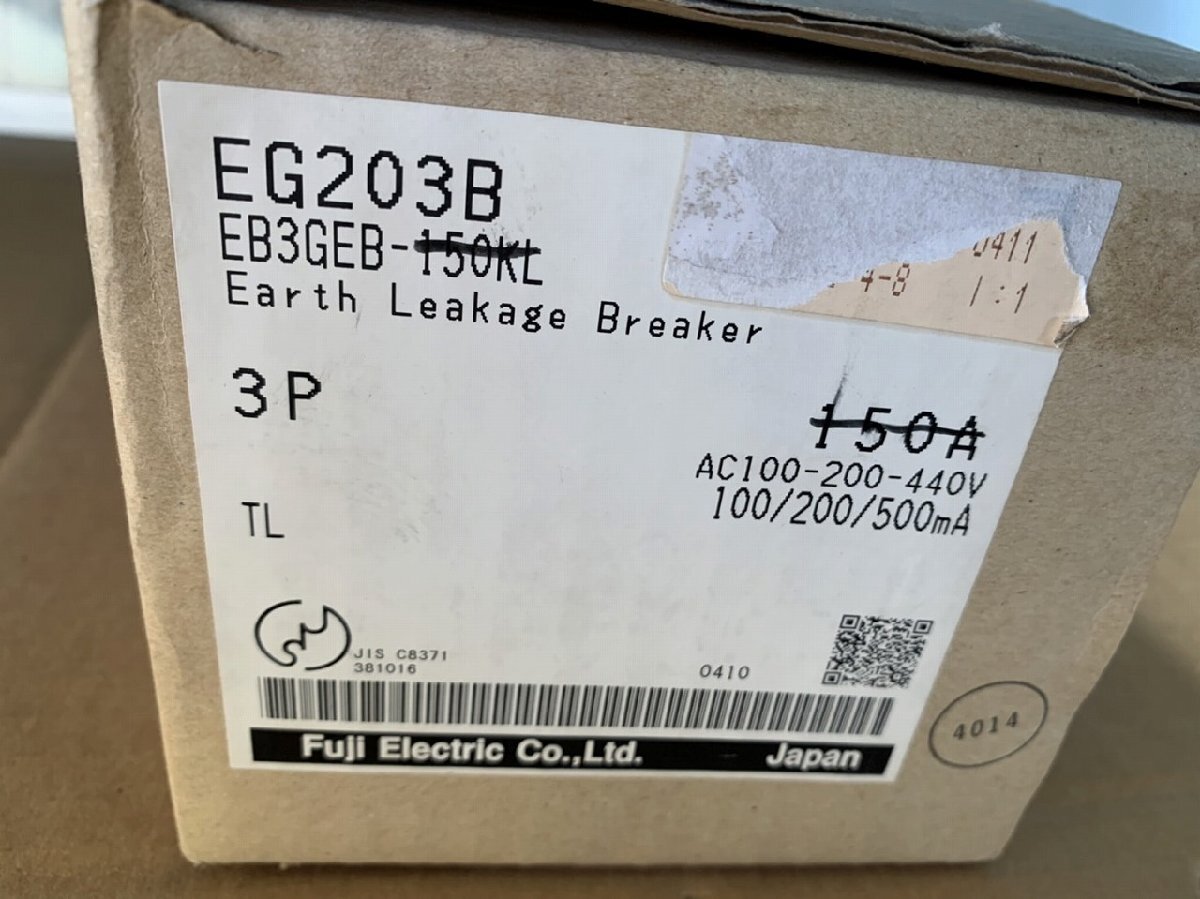 EG203B
EB3GEB-150KL
Earth Leakage Breaker
0411
4-8 1:1
3P
150A
AC100-200-440V
100/200/500mA
TL
JIS C8371
381016
0410
Fuji Electric Co.,Ltd. Japan
4014